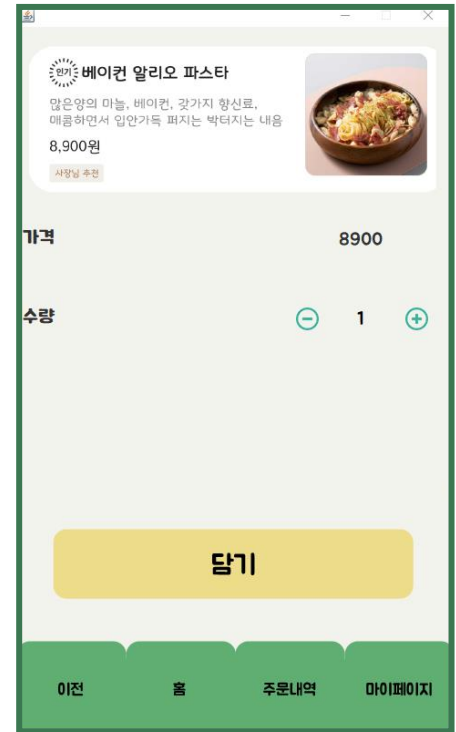 인기 베이컨 알리오 파스타
많은양의 마늘, 베이컨, 갖가지 향신료,
매콤하면서 입안가득 퍼지는 박터지는 내음
8,900원
사장님 추천
가격 8900
수량 1
담기
이전 홈 주문내역 마이페이지